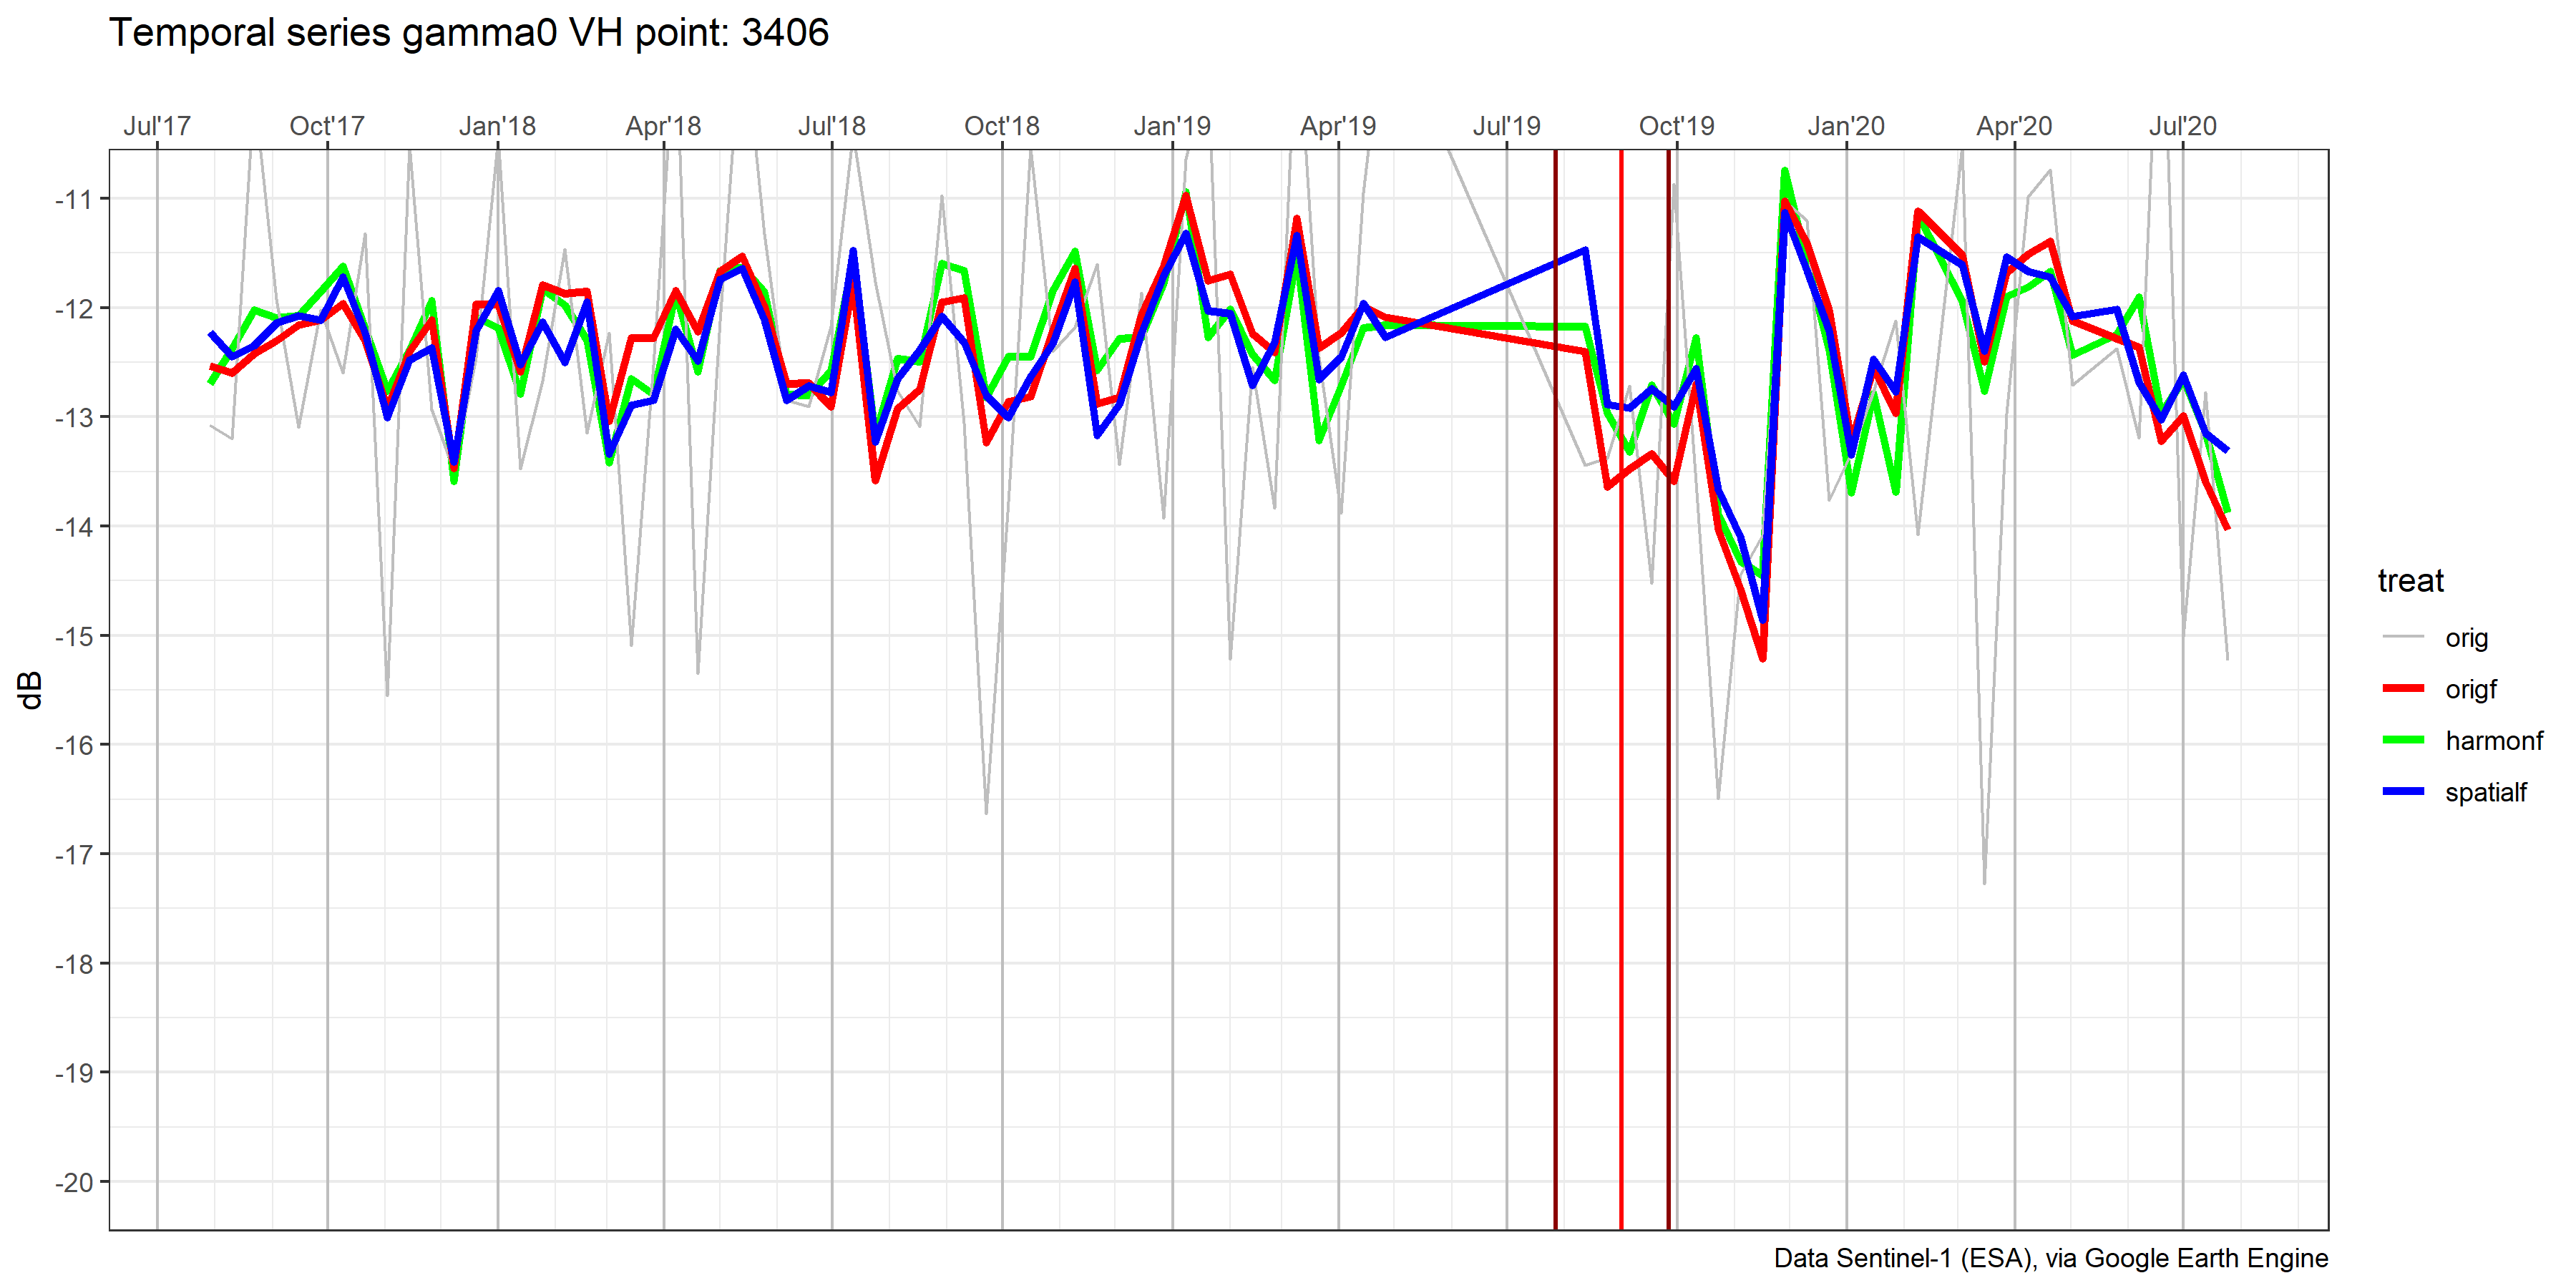 Temporal series gamma0 VH point: 3406
Jul'17 Oct'17 Jan'18 Apr'18 Jul'18 Oct'18 Jan'19 Apr'19 Jul'19 Oct'19 Jan'20 Apr'20 Jul'20
-11
-12
-13
-14
-15
-16
-17
-18
-19
-20
dB
treat
orig
origf
harmonf
spatialf
Data Sentinel-1 (ESA), via Google Earth Engine